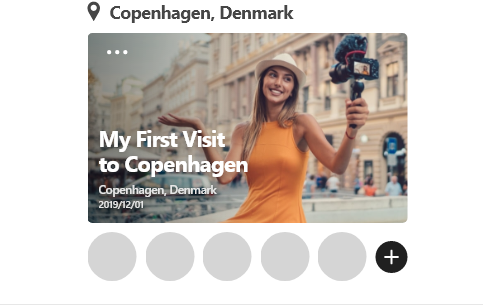 Copenhagen, Denmark
My First Visit
to Copenhagen
Copenhagen, Denmark
2019/12/01